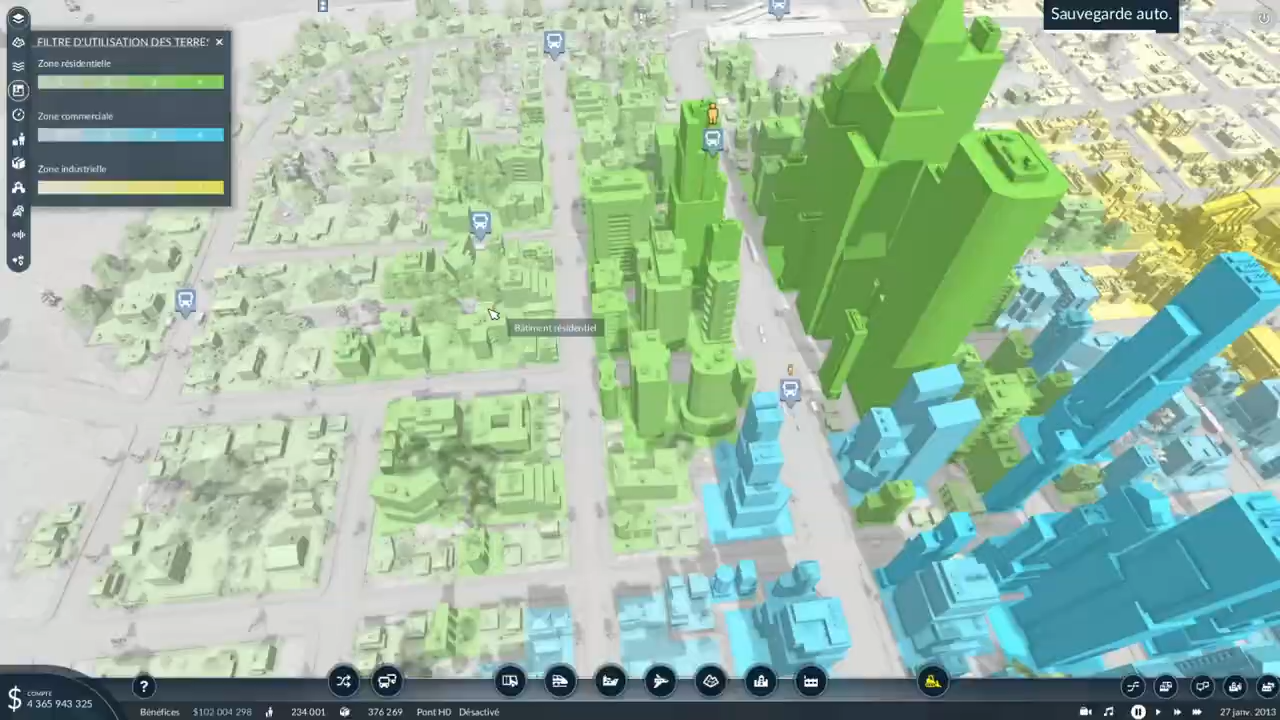 Sauvegarde auto.
FILTRE D'UTILISATION DES TERRES
Zone résidentielle
Zone commerciale
Zone industrielle
Bâtiment résidentiel
?
$ COMPTE
4 365 943 325
Bénéfices $102 004 298 234 001 376 269 Pont HD Désactivé
27 janv. 2013